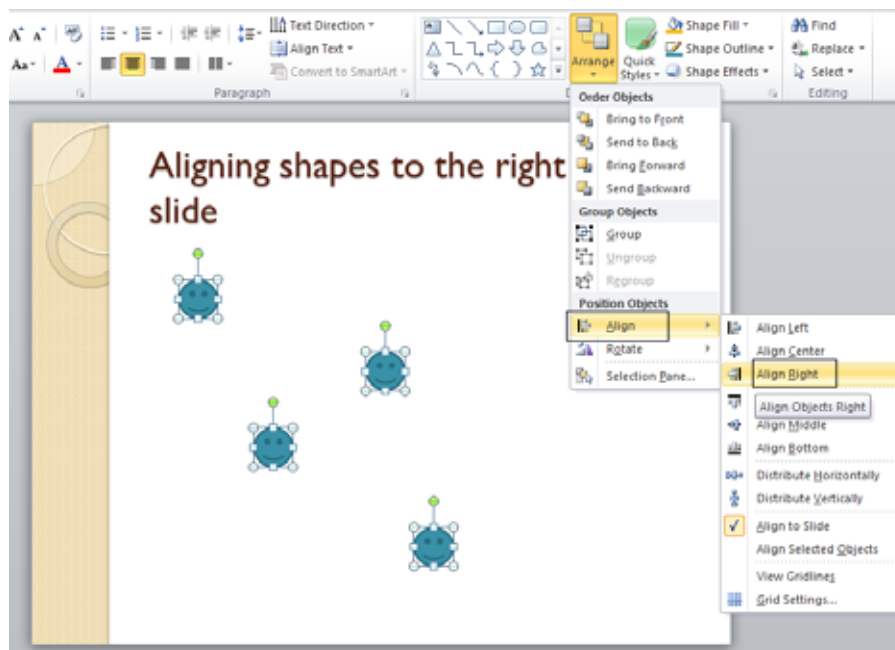 Text Direction
Align Text
Convert to SmartArt
Paragraph
Aa
A
Arrange
Quick Styles
Shape Fill
Shape Outline
Shape Effects
Find
Replace
Select
Editing
Order Objects
Bring to Front
Send to Back
Bring Forward
Send Backward
Group Objects
Group
Ungroup
Regroup
Position Objects
Align
Rotate
Selection Pane...
Align Left
Align Center
Align Right
Align Objects Right
Align Middle
Align Bottom
Distribute Horizontally
Distribute Vertically
Align to Slide
Align Selected Objects
View Gridlines
Grid Settings...
Aligning shapes to the right
slide